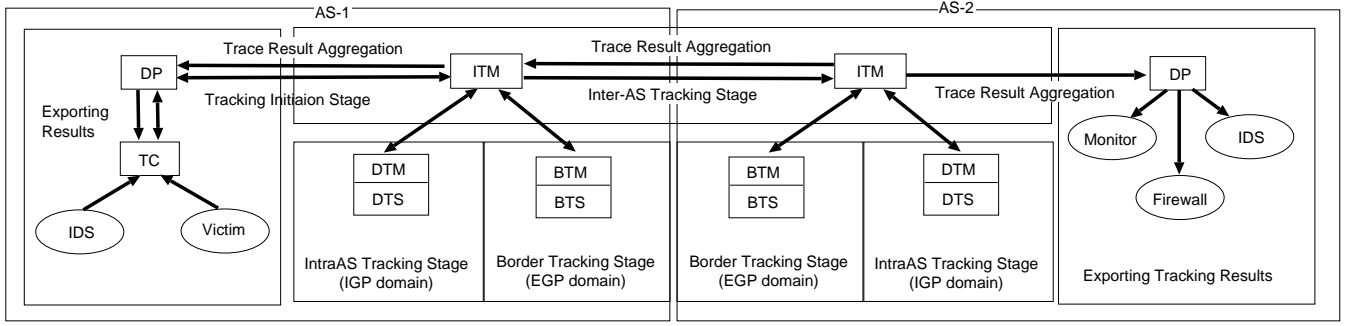 AS-1
AS-2
Trace Result Aggregation
Trace Result Aggregation
DP
ITM
ITM
DP
Tracking Initiaion Stage
Inter-AS Tracking Stage
Trace Result Aggregation
Exporting
Results
Monitor
IDS
TC
DTM
DTS
BTM
BTS
BTM
BTS
DTM
DTS
Firewall
IDS
Victim
IntraAS Tracking Stage
(IGP domain)
Border Tracking Stage
(EGP domain)
Border Tracking Stage
(EGP domain)
IntraAS Tracking Stage
(IGP domain)
Exporting Tracking Results